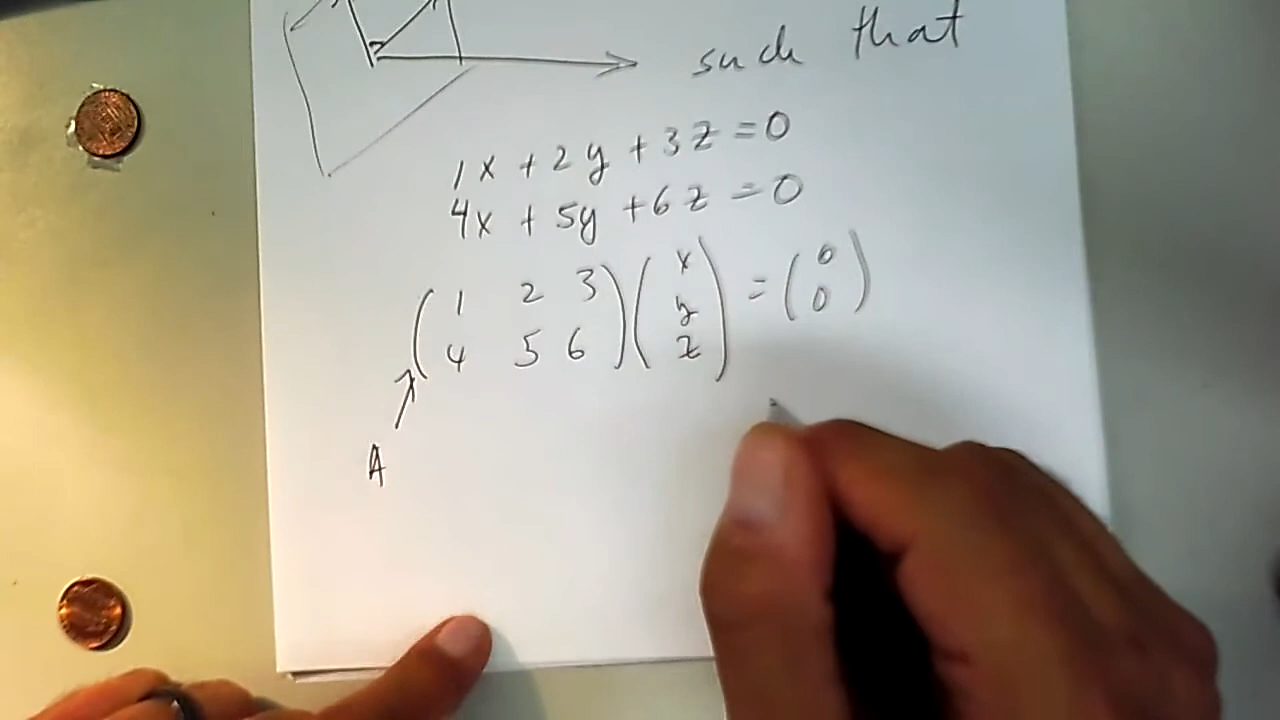 such that
1x + 2y + 3z = 0
4x + 5y + 6z = 0
(1 2 3)(x) = (0)
(4 5 6)(y) (0)
(z)
A